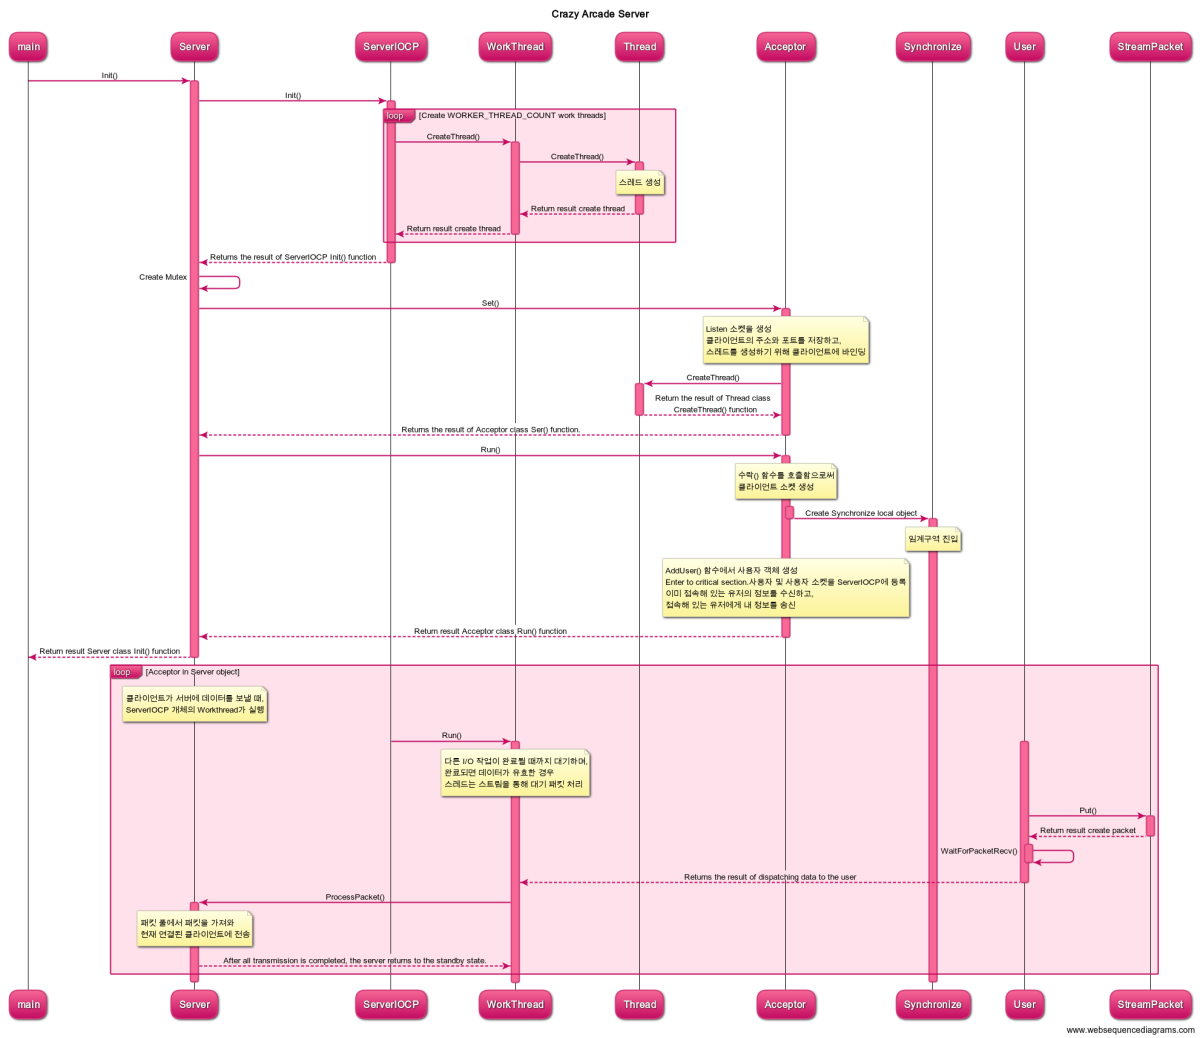 Crazy Arcade Server
main
Server
ServerIOCP
WorkThread
Thread
Acceptor
Synchronize
User
StreamPacket
Init()
Init()
loop
[Create WORKER_THREAD_COUNT work threads]
CreateThread()
CreateThread()
스레드 생성
Return result create thread
Return result create thread
Returns the result of ServerIOCP Init() function
Create Mutex
Set()
Listen 소켓을 생성
클라이언트의 주소와 포트를 저장하고,
스레드를 생성하기 위해 클라이언트에 바인딩
CreateThread()
Return the result of Thread class
CreateThread() function
Returns the result of Acceptor class Ser() function.
Run()
수락() 함수를 호출함으로써
클라이언트 소켓 생성
Create Synchronize local object
임계구역 진입
AddUser() 함수에서 사용자 객체 생성
Enter to critical section.사용자 및 사용자 소켓을 ServerIOCP에 등록
이미 접속해 있는 유저의 정보를 수신하고,
접속해 있는 유저에게 내 정보를 송신
Return result Acceptor class Run() function
Return result Server class Init() function
loop
[Acceptor in Server object]
클라이언트가 서버에 데이터를 보낼 때,
ServerIOCP 개체의 Workthread가 실행
Run()
다른 I/O 작업이 완료될 때까지 대기하며,
완료되면 데이터가 유효한 경우
스레드는 스트림을 통해 대기 패킷 처리
Put()
Return result create packet
WaitForPacketRecv()
Returns the result of dispatching data to the user
ProcessPacket()
패킷 풀에서 패킷을 가져와
현재 연결된 클라이언트에 전송
After all transmission is completed, the server returns to the standby state.
main
Server
ServerIOCP
WorkThread
Thread
Acceptor
Synchronize
User
StreamPacket
www.websequencediagrams.com